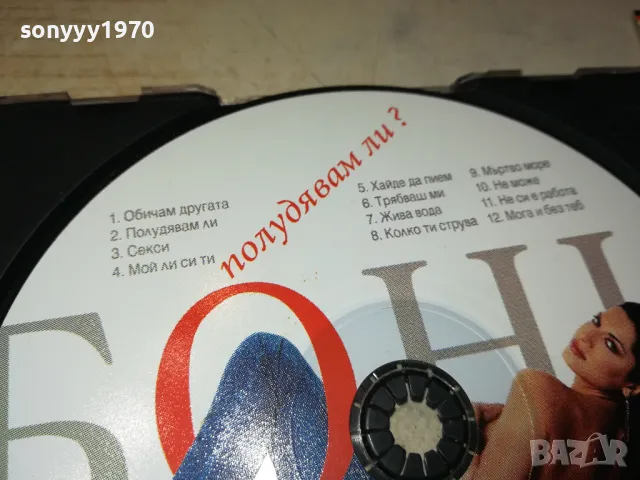 sonyyy1970
полудявам ли?
1. Обичам другата
2. Полудявам ли
3. Секси
4. Мой ли си ти
5. Хайде да пием
6. Трябваш ми
7. Жива вода
8. Колко ти струва
9. Мъртво море
10. Не може
11. Не си в работа
12. Мога и без теб
БОНИ
BAZAR